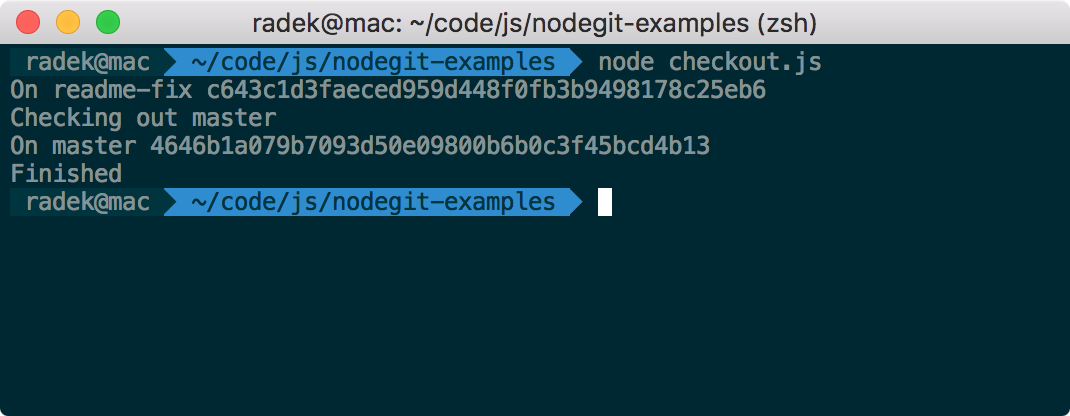 radek@mac: ~/code/js/nodegit-examples (zsh)
radek@mac ~/code/js/nodegit-examples node checkout.js
On readme-fix c643c1d3faeced959d448f0fb3b9498178c25eb6
Checking out master
On master 4646b1a079b7093d50e09800b6b0c3f45bcd4b13
Finished
radek@mac ~/code/js/nodegit-examples